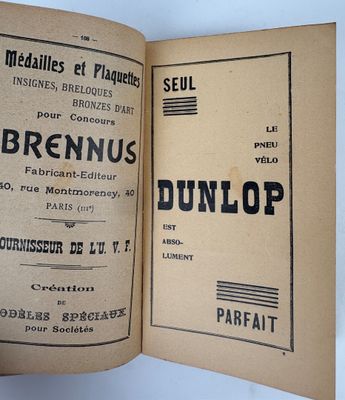 — 108 —
Médailles et Plaquettes
INSIGNES, BRELOQUES
BRONZES D'ART
pour Concours
BRENNUS
Fabricant-Editeur
40, rue Montmorency, 40
PARIS (IIIe)
FOURNISSEUR DE L'U. V. F.
Création
DE
MODÈLES SPÉCIAUX
pour Sociétés
SEUL
LE
PNEU
VÉLO
DUNLOP
EST
ABSO-
LUMENT
PARFAIT